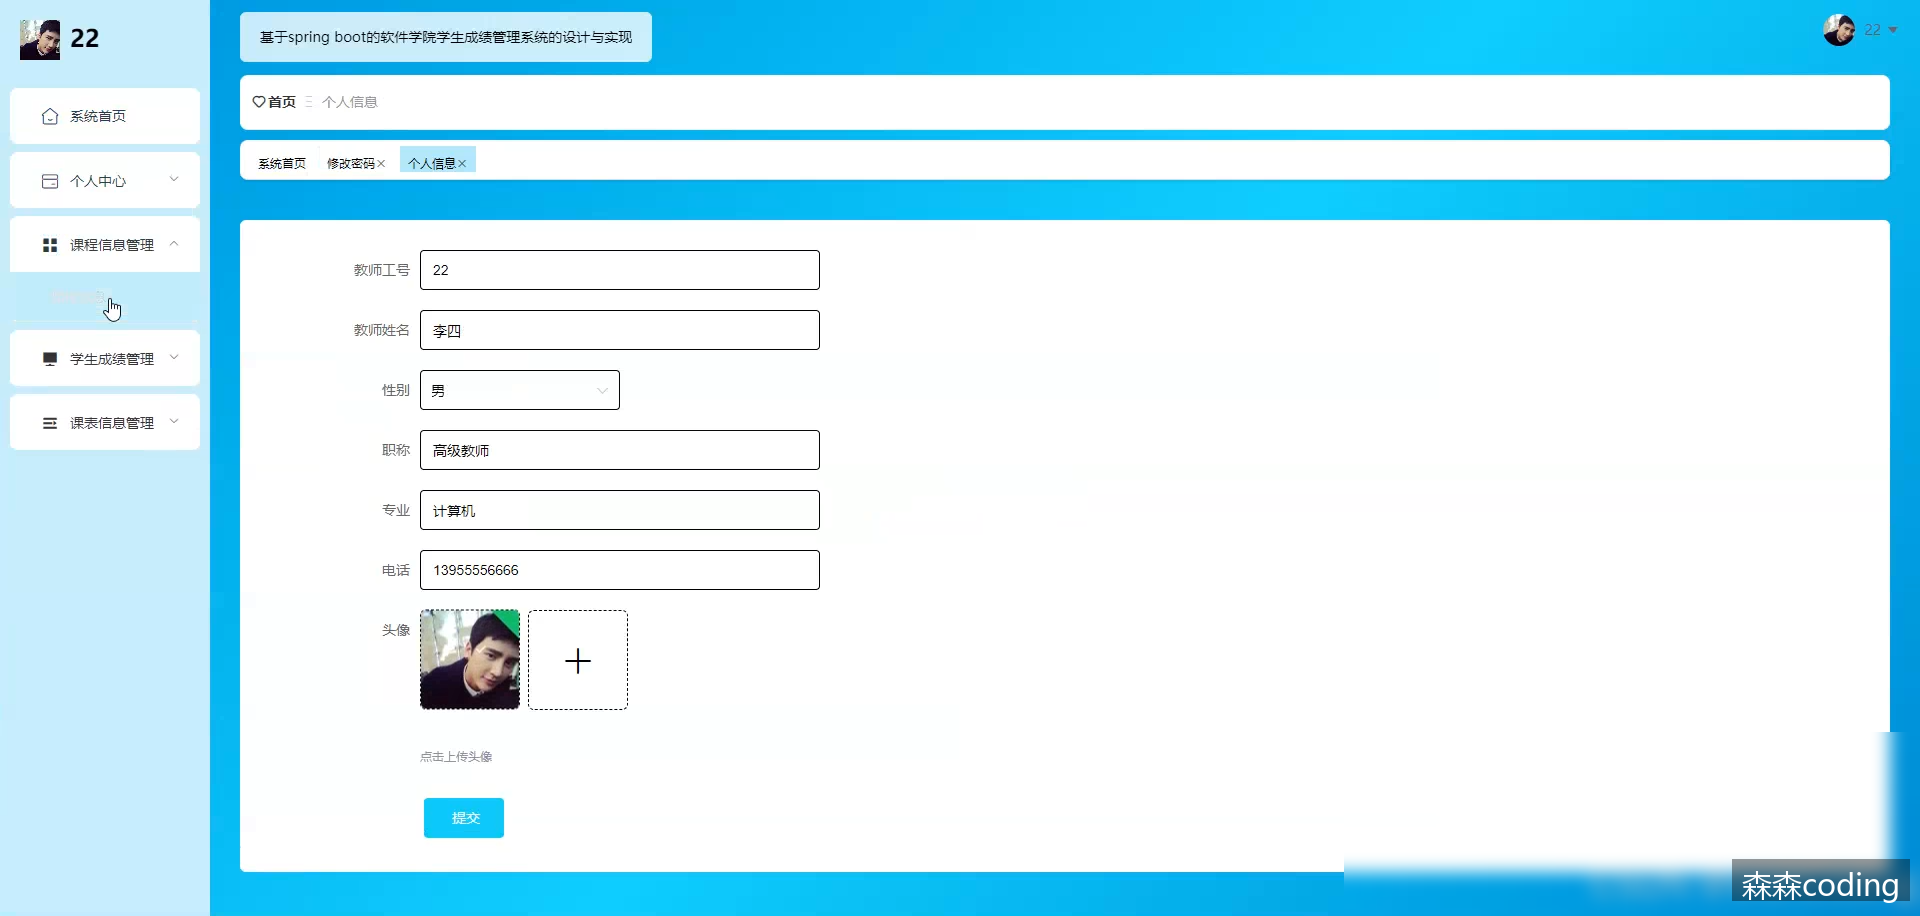 22
基于spring boot的软件学院学生成绩管理系统的设计与实现
22
首页
个人信息
系统首页
修改密码
个人信息
系统首页
个人中心
课程信息管理
学生成绩管理
课表信息管理
教师工号
22
教师姓名
李四
性别
男
职称
高级教师
专业
计算机
电话
13955556666
头像
点击上传头像
提交
森森coding